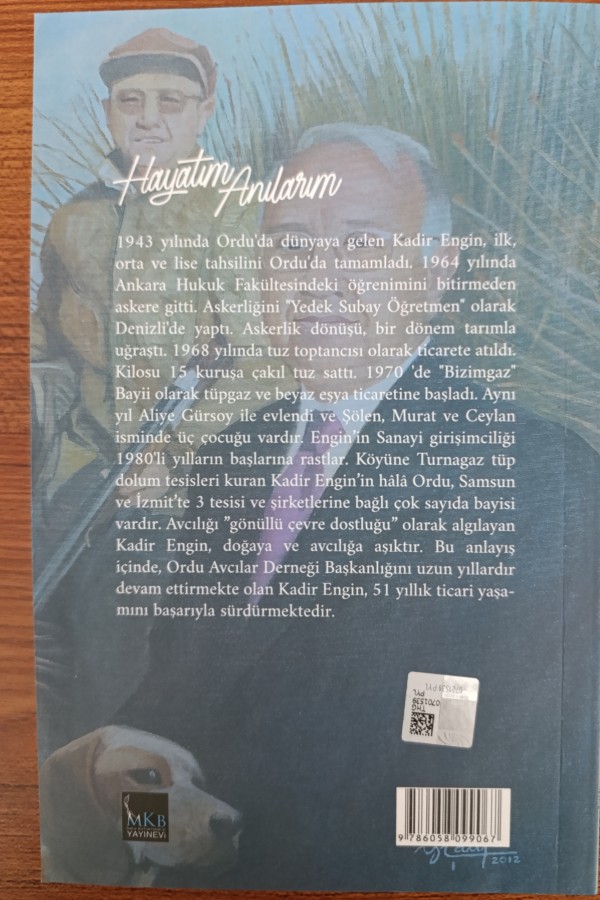 Hayatım Anılarım
1943 yılında Ordu'da dünyaya gelen Kadir Engin, ilk,
orta ve lise tahsilini Ordu'da tamamladı. 1964 yılında
Ankara Hukuk Fakültesindeki öğrenimini bitirmeden
askere gitti. Askerliğini "Yedek Subay Öğretmen" olarak
Denizli'de yaptı. Askerlik dönüşü, bir dönem tarımla
uğraştı. 1968 yılında tuz toptancısı olarak ticarete atıldı.
Kilosu 15 kuruşa çakıl tuz sattı. 1970 'de "Bizimgaz"
Bayii olarak tüpgaz ve beyaz eşya ticaretine başladı. Aynı
yıl Aliye Gürsoy ile evlendi ve Şölen, Murat ve Ceylan
isminde üç çocuğu vardır. Engin'in Sanayi girişimciliği
1980'li yılların başlarına rastlar. Köyüne Turnagaz tüp
dolum tesisleri kuran Kadir Engin'in hâlâ Ordu, Samsun
ve İzmit'te 3 tesisi ve şirketlerine bağlı çok sayıda bayisi
vardır. Avcılığı "gönüllü çevre dostluğu" olarak algılayan
Kadir Engin, doğaya ve avcılığa aşıktır. Bu anlayış
içinde, Ordu Avcılar Derneği Başkanlığını uzun yıllardır
devam ettirmekte olan Kadir Engin, 51 yıllık ticari yaşa-
mını başarıyla sürdürmektedir.
THG
0701539
PYL
MKB
YAYINEVİ
9 786058 099067
2012